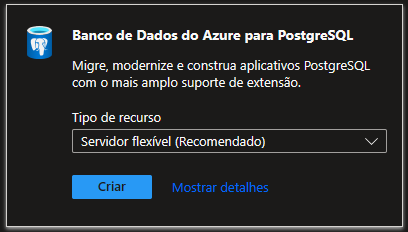 Banco de Dados do Azure para PostgreSQL
Migre, modernize e construa aplicativos PostgreSQL
com o mais amplo suporte de extensão.
Tipo de recurso
Servidor flexível (Recomendado)
Criar
Mostrar detalhes